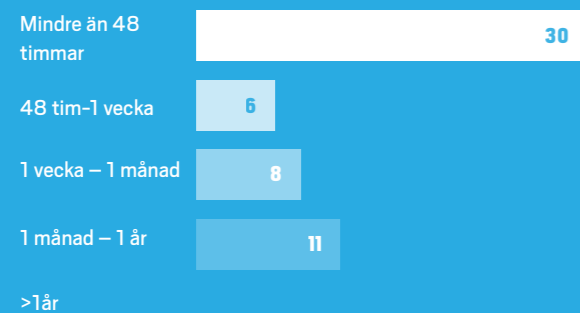 Mindre än 48
timmar
30
48 tim-1 vecka
6
1 vecka – 1 månad
8
1 månad – 1 år
11
>1år